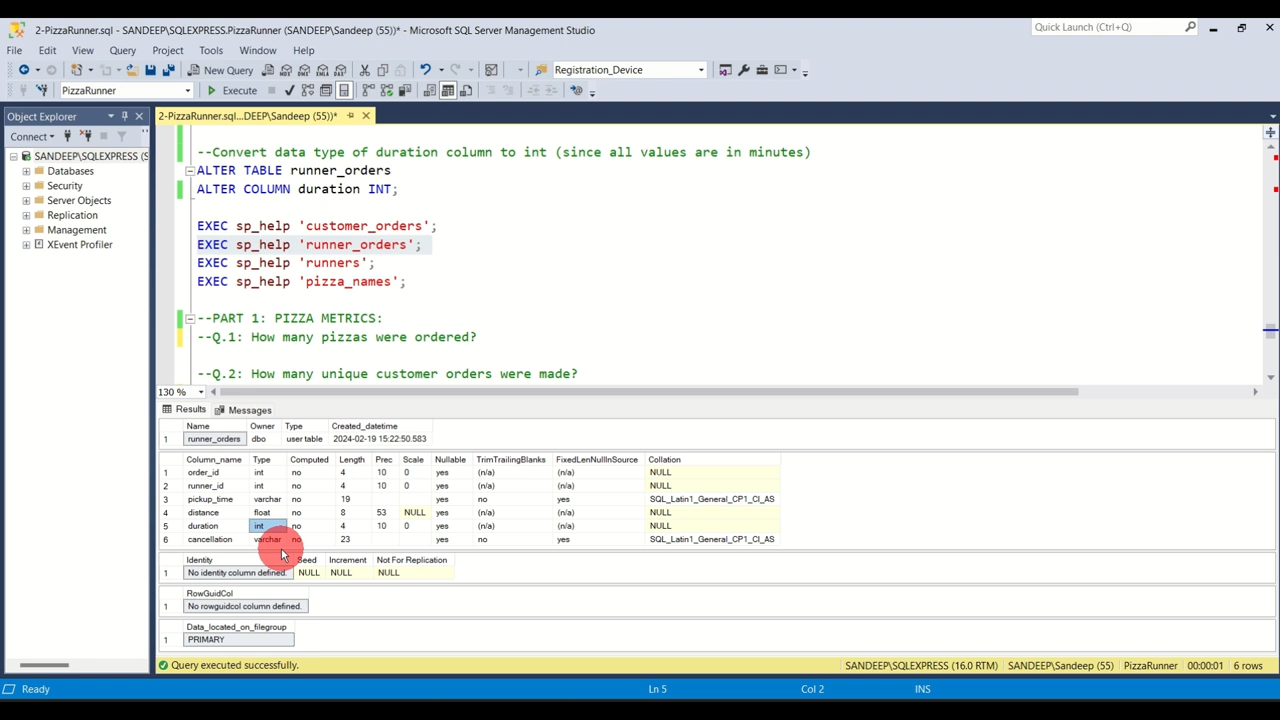 2-PizzaRunner.sql - SANDEEP\SQLEXPRESS.PizzaRunner (SANDEEP\Sandeep (55))* - Microsoft SQL Server Management Studio
Quick Launch (Ctrl+Q)
File Edit View Query Project Tools Window Help
New Query
Registration_Device
PizzaRunner
Execute
Object Explorer
2-PizzaRunner.sql...DEEP\Sandeep (55))*
Connect
SANDEEP\SQLEXPRESS (S
Databases
Security
Server Objects
Replication
Management
XEvent Profiler
--Convert data type of duration column to int (since all values are in minutes)
ALTER TABLE runner_orders
ALTER COLUMN duration INT;
EXEC sp_help 'customer_orders';
EXEC sp_help 'runner_orders';
EXEC sp_help 'runners';
EXEC sp_help 'pizza_names';
--PART 1: PIZZA METRICS:
--Q.1: How many pizzas were ordered?
--Q.2: How many unique customer orders were made?
130 %
Results Messages
Name Owner Type Created_datetime
1 runner_orders dbo user table 2024-02-19 15:22:50.583
Column_name Type Computed Length Prec Scale Nullable TrimTrailingBlanks FixedLenNullInSource Collation
1 order_id int no 4 10 0 yes (n/a) (n/a) NULL
2 runner_id int no 4 10 0 yes (n/a) (n/a) NULL
3 pickup_time varchar no 19 yes no yes SQL_Latin1_General_CP1_CI_AS
4 distance float no 8 53 NULL yes (n/a) (n/a) NULL
5 duration int no 4 10 0 yes (n/a) (n/a) NULL
6 cancellation varchar no 23 yes no yes SQL_Latin1_General_CP1_CI_AS
Identity Seed Increment Not For Replication
1 No identity column defined. NULL NULL NULL
RowGuidCol
1 No rowguidcol column defined.
Data_located_on_filegroup
1 PRIMARY
Query executed successfully. SANDEEP\SQLEXPRESS (16.0 RTM) SANDEEP\Sandeep (55) PizzaRunner 00:00:01 6 rows
Ready Ln 5 Col 2 INS